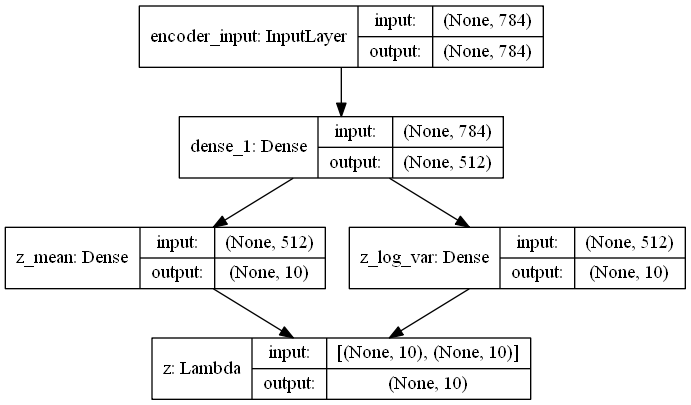 encoder_input: InputLayer
input: (None, 784)
output: (None, 784)
dense_1: Dense
input: (None, 784)
output: (None, 512)
z_mean: Dense
input: (None, 512)
output: (None, 10)
z_log_var: Dense
input: (None, 512)
output: (None, 10)
z: Lambda
input: [(None, 10), (None, 10)]
output: (None, 10)